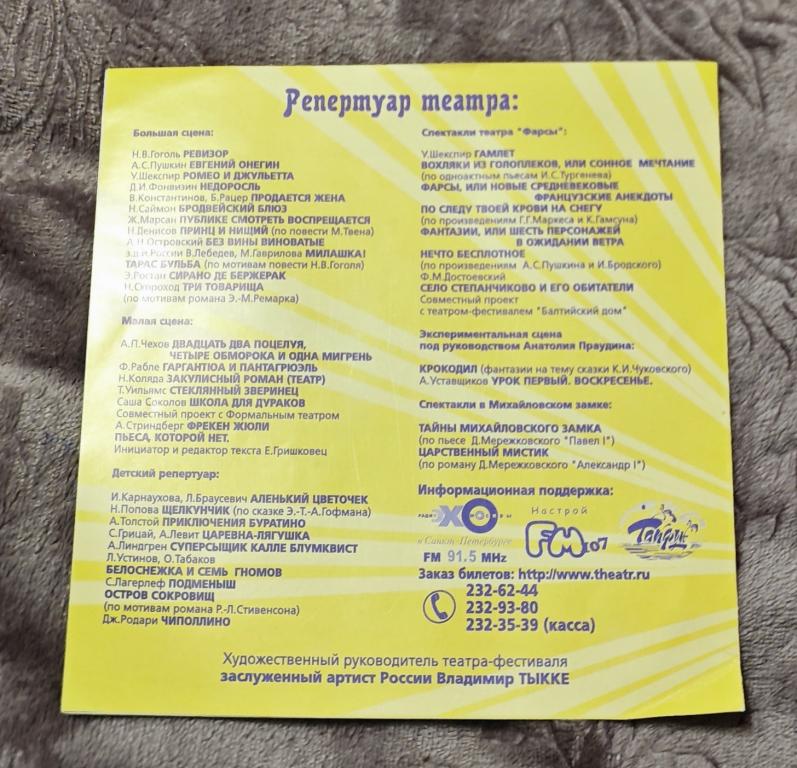 Репертуар театра:
Большая сцена:
Н.В.Гоголь РЕВИЗОР
А.С.Пушкин ЕВГЕНИЙ ОНЕГИН
У.Шекспир РОМЕО И ДЖУЛЬЕТТА
Д.И.Фонвизин НЕДОРОСЛЬ
В.Константинов, Б.Рацер ПРОДАЕТСЯ ЖЕНА
Н.Саймон БРОДВЕЙСКИЙ БЛЮЗ
Ж.Марсан ПУБЛИКЕ СМОТРЕТЬ ВОСПРЕЩАЕТСЯ
Н.Денисов ПРИНЦ И НИЩИЙ (по повести М.Твена)
А.Н.Островский БЕЗ ВИНЫ ВИНОВАТЫЕ
з.д.и.России В.Лебедев, М.Гаврилова МИЛАШКА!
ТАРАС БУЛЬБА (по мотивам повести Н.В.Гоголя)
Э.Ростан СИРАНО ДЕ БЕРЖЕРАК
Н.Скороход ТРИ ТОВАРИЩА
(по мотивам романа Э.-М.Ремарка)
Малая сцена:
А.П.Чехов ДВАДЦАТЬ ДВА ПОЦЕЛУЯ,
ЧЕТЫРЕ ОБМОРОКА И ОДНА МИГРЕНЬ
Ф.Рабле ГАРГАНТЮА И ПАНТАГРЮЭЛЬ
Н.Коляда ЗАКУЛИСНЫЙ РОМАН (ТЕАТР)
Т.Уильямс СТЕКЛЯННЫЙ ЗВЕРИНЕЦ
Саша Соколов ШКОЛА ДЛЯ ДУРАКОВ
Совместный проект с Формальным театром
А.Стриндберг ФРЕКЕН ЖЮЛИ
ПЬЕСА, КОТОРОЙ НЕТ.
Инициатор и редактор текста Е.Гришковец
Детский репертуар:
И.Карнаухова, Л.Браусевич АЛЕНЬКИЙ ЦВЕТОЧЕК
Н.Попова ЩЕЛКУНЧИК (по сказке Э.-Т.-А.Гофмана)
А.Толстой ПРИКЛЮЧЕНИЯ БУРАТИНО
С.Грицай, А.Левит ЦАРЕВНА-ЛЯГУШКА
А.Линдгрен СУПЕРСЫЩИК КАЛЛЕ БЛУМКВИСТ
Л.Устинов, О.Табаков
БЕЛОСНЕЖКА И СЕМЬ ГНОМОВ
С.Лагерлеф ПОДМЕНЫШ
ОСТРОВ СОКРОВИЩ
(по мотивам романа Р.-Л.Стивенсона)
Дж.Родари ЧИПОЛЛИНО
Спектакли театра "Фарсы":
У.Шекспир ГАМЛЕТ
ВОХЛЯКИ ИЗ ГОЛОПЛЕКОВ, ИЛИ СОННОЕ МЕЧТАНИЕ
(по одноактным пьесам И.С.Тургенева)
ФАРСЫ, ИЛИ НОВЫЕ СРЕДНЕВЕКОВЫЕ
ФРАНЦУЗСКИЕ АНЕКДОТЫ
ПО СЛЕДУ ТВОЕЙ КРОВИ НА СНЕГУ
(по произведениям Г.Г.Маркеса и К.Гамсуна)
ФАНТАЗИИ, ИЛИ ШЕСТЬ ПЕРСОНАЖЕЙ
В ОЖИДАНИИ ВЕТРА
НЕЧТО БЕСПЛОТНОЕ
(по произведениям А.С.Пушкина и И.Бродского)
Ф.М.Достоевский
СЕЛО СТЕПАНЧИКОВО И ЕГО ОБИТАТЕЛИ
Совместный проект
с театром-фестивалем "Балтийский дом"
Экспериментальная сцена
под руководством Анатолия Праудина:
КРОКОДИЛ (фантазии на тему сказки К.И.Чуковского)
А.Уставщиков УРОК ПЕРВЫЙ. ВОСКРЕСЕНЬЕ.
Спектакли в Михайловском замке:
ТАЙНЫ МИХАЙЛОВСКОГО ЗАМКА
(по пьесе Д.Мережковского "Павел I")
ЦАРСТВЕННЫЙ МИСТИК
(по роману Д.Мережковского "Александр I")
Информационная поддержка:
РАДИО ЭХО МОСКВЫ
в Санкт-Петербурге
FM 91.5 MHz
Настрой
FM 107
Заказ билетов: http://www.theatr.ru
232-62-44
232-93-80
232-35-39 (касса)
Художественный руководитель театра-фестиваля
заслуженный артист России Владимир ТЫККЕ